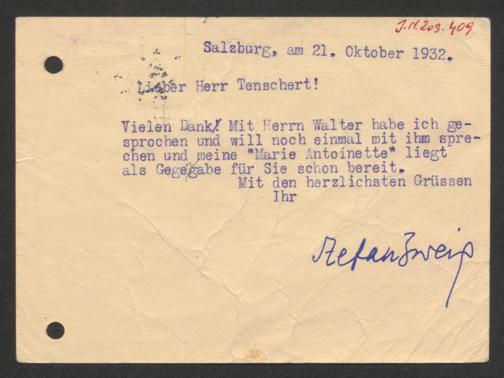 I.N.203.409
Salzburg, am 21. Oktober 1932.
Lieber Herr Tenschert!
Vielen Dank! Mit Herrn Walter habe ich ge-
sprochen und will noch einmal mit ihm spre-
chen und meine "Marie Antoinette" liegt
als Gegegabe für Sie schon bereit.
Mit den herzlichsten Grüssen
Ihr
Stefan Zweig